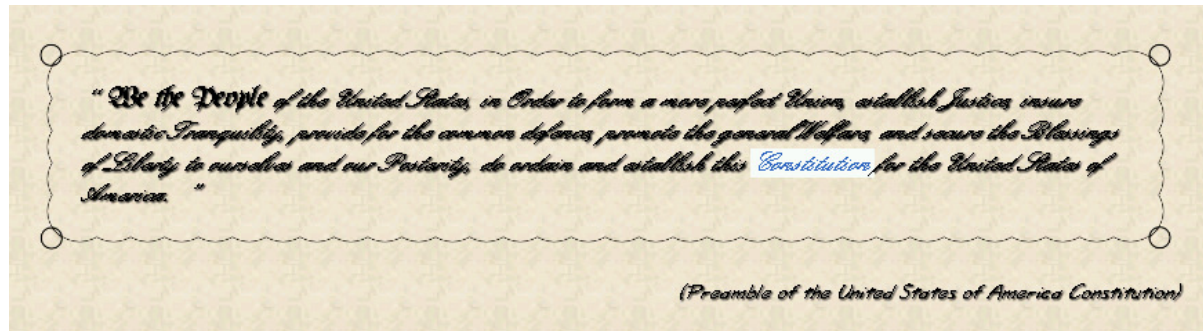 “ We the People of the United States, in Order to form a more perfect Union, establish Justice, insure
domestic Tranquility, provide for the common defence, promote the general Welfare, and secure the Blessings
of Liberty to ourselves and our Posterity, do ordain and establish this Constitution for the United States of
America. ”
(Preamble of the United States of America Constitution)